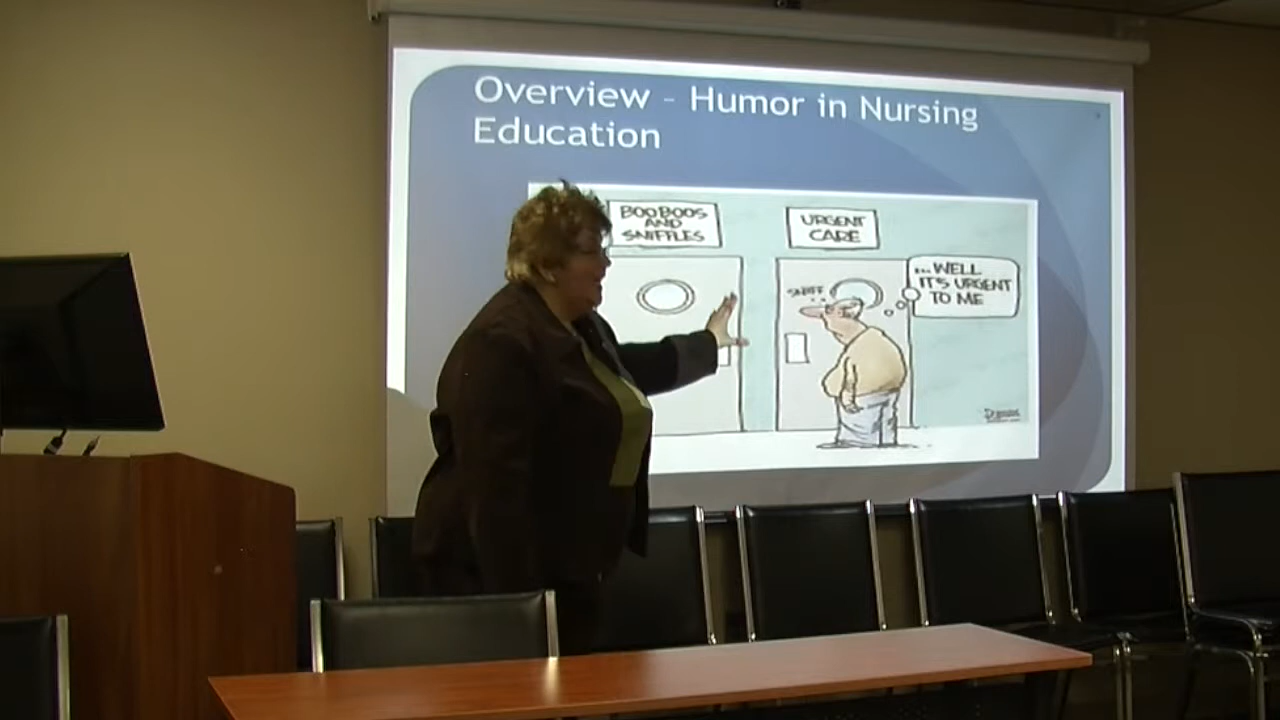 Overview - Humor in Nursing
Education
BOO BOOS
AND
SNIFFLES
URGENT
CARE
SNIFF
...WELL
IT'S URGENT
TO ME